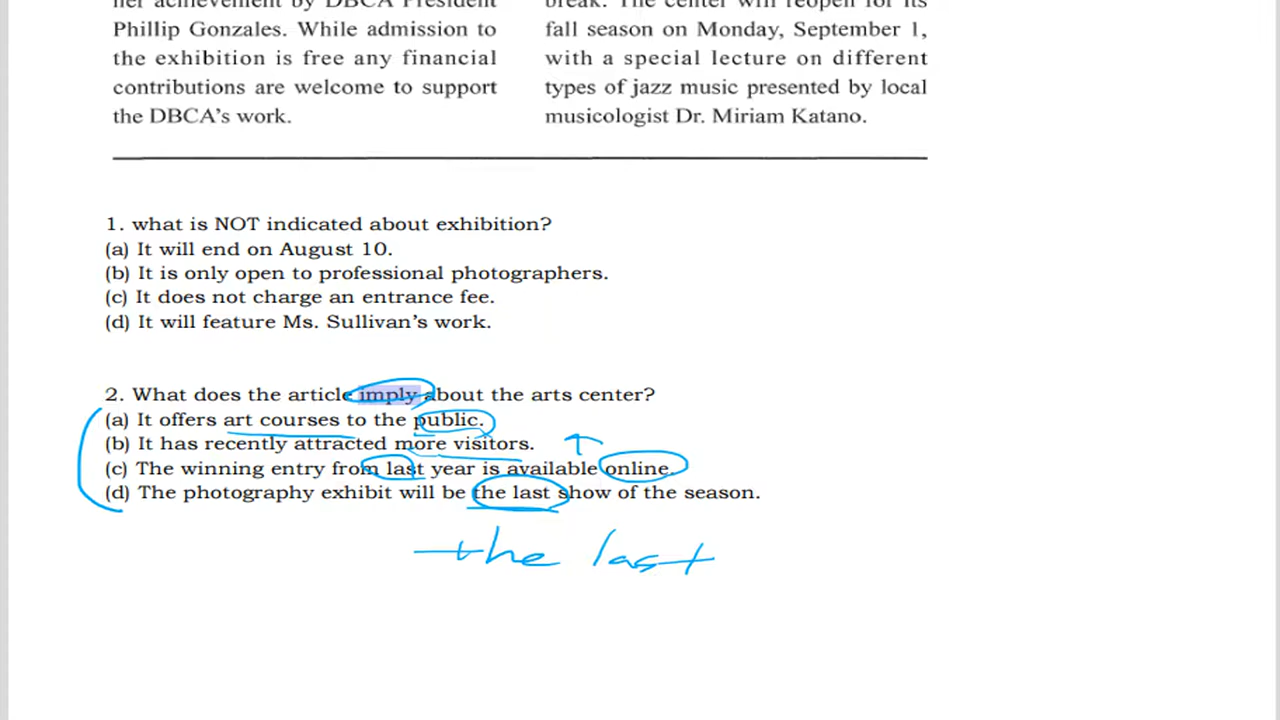 her achievement by DBCA President
Phillip Gonzales. While admission to
the exhibition is free any financial
contributions are welcome to support
the DBCA's work.
break. The center will reopen for its
fall season on Monday, September 1,
with a special lecture on different
types of jazz music presented by local
musicologist Dr. Miriam Katano.
1. what is NOT indicated about exhibition?
(a) It will end on August 10.
(b) It is only open to professional photographers.
(c) It does not charge an entrance fee.
(d) It will feature Ms. Sullivan's work.
2. What does the article imply about the arts center?
(a) It offers art courses to the public.
(b) It has recently attracted more visitors.
(c) The winning entry from last year is available online.
(d) The photography exhibit will be the last show of the season.
the last